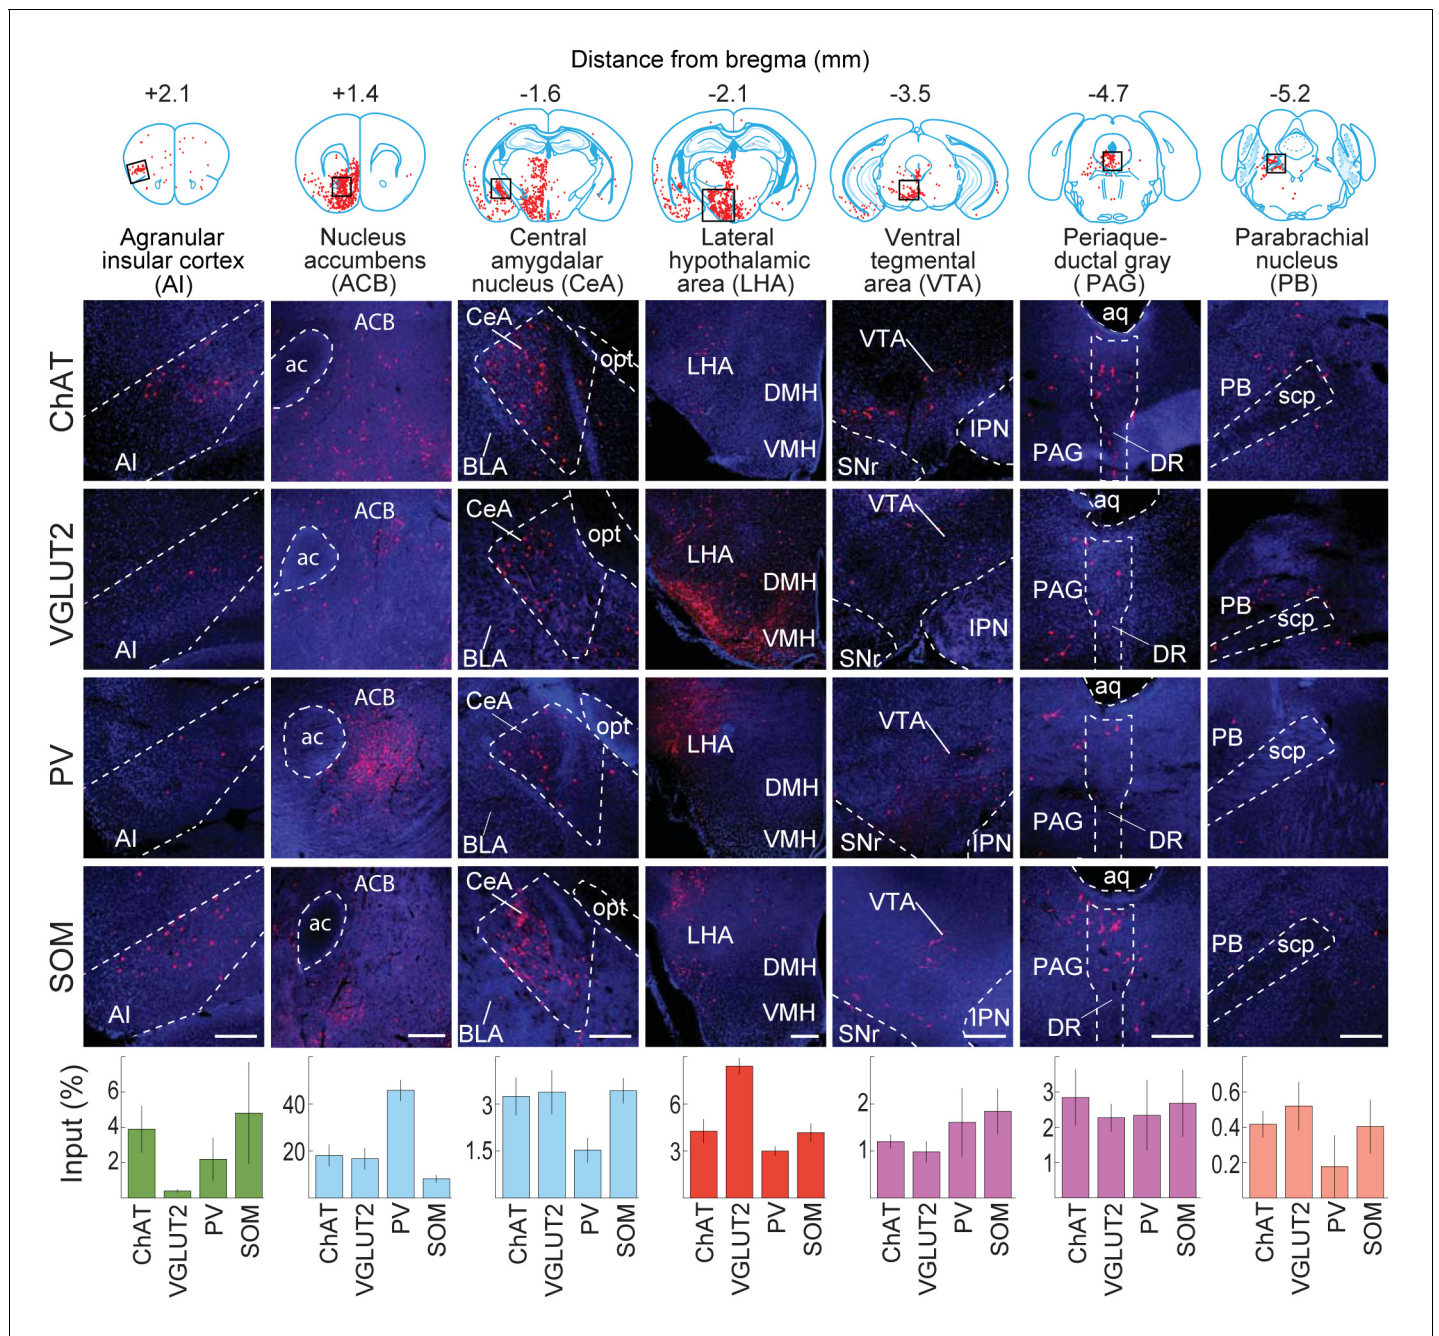 Distance from bregma (mm)
+2.1 +1.4 -1.6 -2.1 -3.5 -4.7 -5.2
Agranular insular cortex (AI)
Nucleus accumbens (ACB)
Central amygdalar nucleus (CeA)
Lateral hypothalamic area (LHA)
Ventral tegmental area (VTA)
Periaque-ductal gray (PAG)
Parabrachial nucleus (PB)
ChAT
AI
ACB
ac
CeA
opt
BLA
LHA
DMH
VMH
VTA
IPN
SNr
aq
PAG
DR
PB
scp
VGLUT2
AI
ACB
ac
CeA
opt
BLA
LHA
DMH
VMH
VTA
IPN
SNr
aq
PAG
DR
PB
scp
PV
AI
ACB
ac
CeA
opt
BLA
LHA
DMH
VMH
VTA
SNr
IPN
aq
PAG
DR
PB
scp
SOM
AI
ACB
ac
CeA
opt
BLA
LHA
DMH
VMH
VTA
IPN
SNr
aq
PAG
DR
PB
scp
Input (%)
6
4
2
ChAT
VGLUT2
PV
SOM
40
20
ChAT
VGLUT2
PV
SOM
3
1.5
ChAT
VGLUT2
PV
SOM
6
3
ChAT
VGLUT2
PV
SOM
2
1
ChAT
VGLUT2
PV
SOM
3
2
1
ChAT
VGLUT2
PV
SOM
0.6
0.4
0.2
ChAT
VGLUT2
PV
SOM